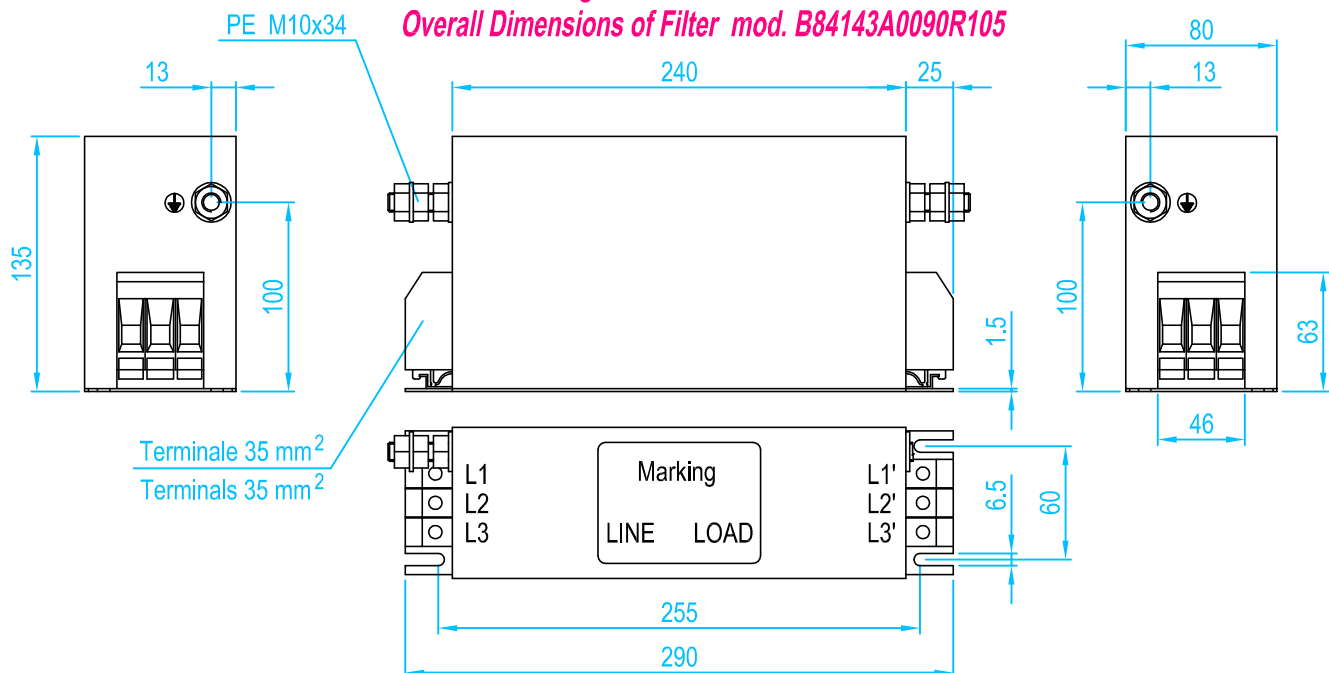 Overall Dimensions of Filter mod. B84143A0090R105
PE M10x34
13
240
25
80
13
135
100
1.5
100
63
46
Terminale 35 mm²
Terminals 35 mm²
L1
L2
L3
Marking
LINE LOAD
L1'
L2'
L3'
6.5
60
255
290